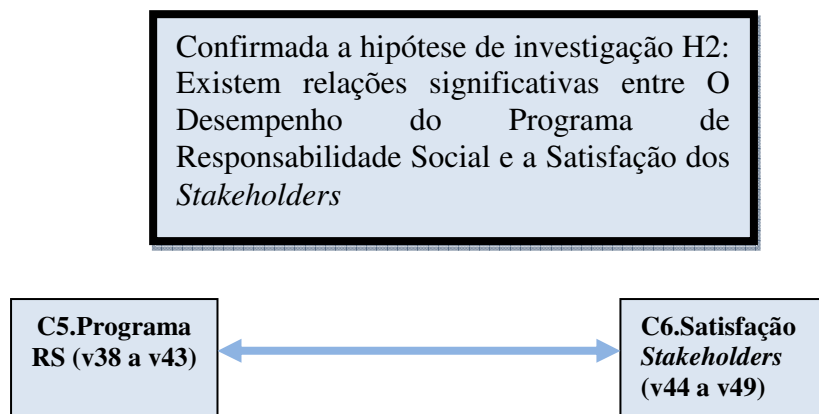 Confirmada a hipótese de investigação H2:
Existem relações significativas entre O
Desempenho do Programa de
Responsabilidade Social e a Satisfação dos
Stakeholders
C5.Programa
RS (v38 a v43)
C6.Satisfação
Stakeholders
(v44 a v49)